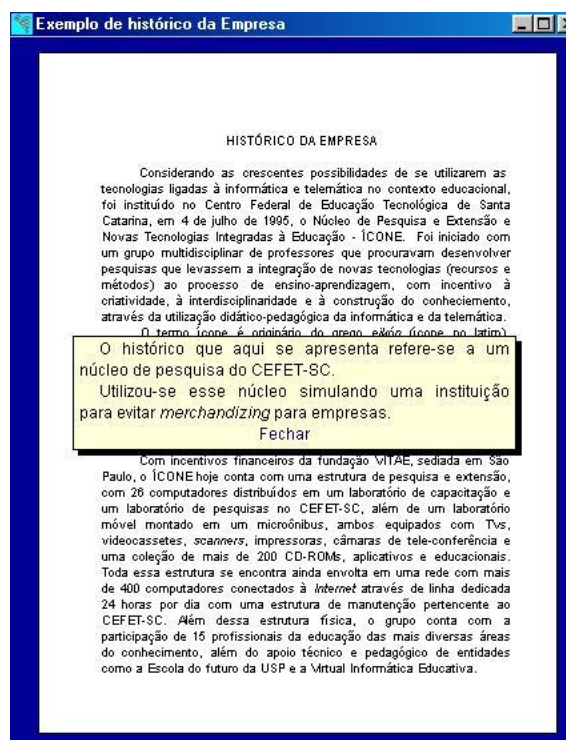 Exemplo de histórico da Empresa
HISTÓRICO DA EMPRESA
Considerando as crescentes possibilidades de se utilizarem as
tecnologias ligadas à informática e telemática no contexto educacional,
foi instituído no Centro Federal de Educação Tecnológica de Santa
Catarina, em 4 de julho de 1995, o Núcleo de Pesquisa e Extensão e
Novas Tecnologias Integradas à Educação - ÍCONE. Foi iniciado com
um grupo multidisciplinar de professores que procuravam desenvolver
pesquisas que levassem a integração de novas tecnologias (recursos e
métodos) ao processo de ensino-aprendizagem, com incentivo à
criatividade, à interdisciplinaridade e à construção do conheciemento,
através da utilização didático-pedagógica da informática e da telemática.
O termo ícone é originário do grego eikón (ícone no latim)
O histórico que aqui se apresenta refere-se a um
núcleo de pesquisa do CEFET-SC.
Utilizou-se esse núcleo simulando uma instituição
para evitar merchandizing para empresas.
Fechar
Com incentivos financeiros da fundação VITAE, sediada em São
Paulo, o ÍCONE hoje conta com uma estrutura de pesquisa e extensão,
com 26 computadores distribuídos em um laboratório de capacitação e
um laboratório de pesquisas no CEFET-SC, além de um laboratório
móvel montado em um microônibus, ambos equipados com Tvs,
videocassetes, scanners, impressoras, câmaras de tele-conferência e
uma coleção de mais de 200 CD-ROMs, aplicativos e educacionais.
Toda essa estrutura se encontra ainda envolta em uma rede com mais
de 400 computadores conectados à Internet através de linha dedicada
24 horas por dia com uma estrutura de manutenção pertencente ao
CEFET-SC. Além dessa estrutura física, o grupo conta com a
participação de 15 profissionais da educação das mais diversas áreas
do conhecimento, além do apoio técnico e pedagógico de entidades
como a Escola do futuro da USP e a Virtual Informática Educativa.